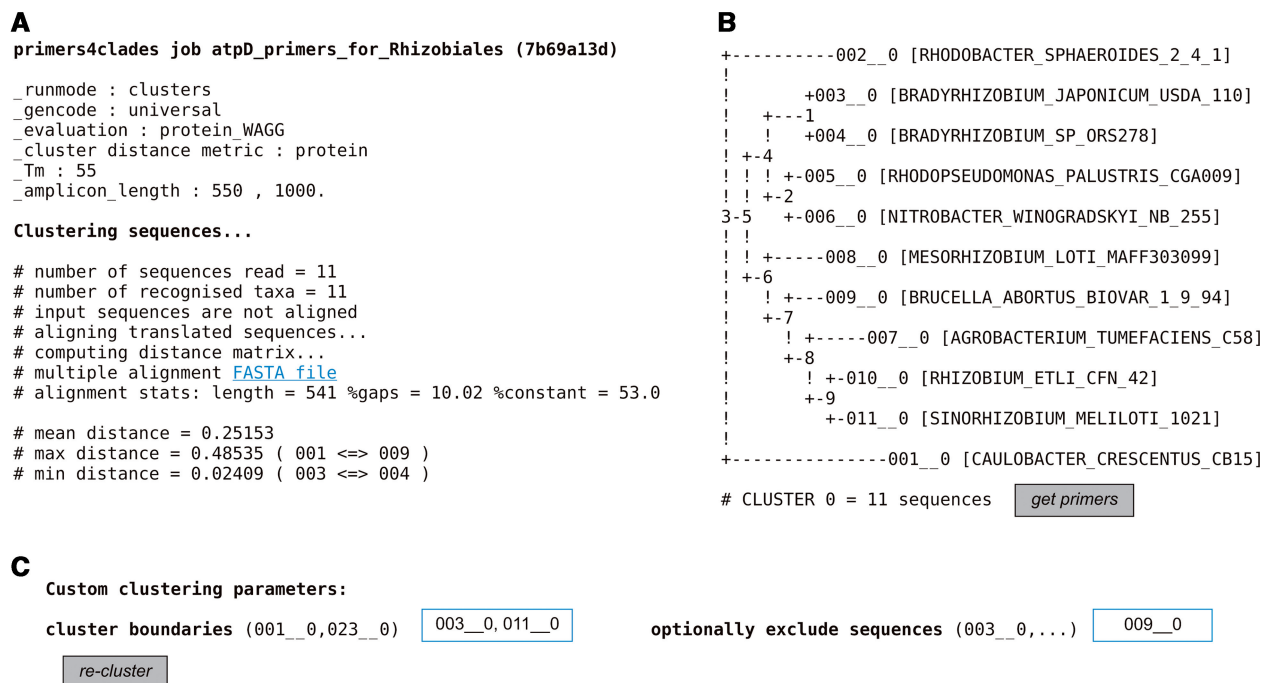 A
primers4clades job atpD_primers_for_Rhizobiales (7b69a13d)
_runmode : clusters
_gencode : universal
_evaluation : protein_WAGG
_cluster distance metric : protein
_Tm : 55
_amplicon_length : 550 , 1000.
Clustering sequences...
# number of sequences read = 11
# number of recognised taxa = 11
# input sequences are not aligned
# aligning translated sequences...
# computing distance matrix...
# multiple alignment FASTA file
# alignment stats: length = 541 %gaps = 10.02 %constant = 53.0
# mean distance = 0.25153
# max distance = 0.48535 ( 001 <=> 009 )
# min distance = 0.02409 ( 003 <=> 004 )
B
+----------002__0 [RHODOBACTER_SPHAEROIDES_2_4_1]
!
!       +003__0 [BRADYRHIZOBIUM_JAPONICUM_USDA_110]
!   +---1
!   !   +004__0 [BRADYRHIZOBIUM_SP_ORS278]
! +-4
! ! ! +-005__0 [RHODOPSEUDOMONAS_PALUSTRIS_CGA009]
! ! +-2
3-5   +-006__0 [NITROBACTER_WINOGRADSKYI_NB_255]
! !
! ! +-----008__0 [MESORHIZOBIUM_LOTI_MAFF303099]
! +-6
!   ! +---009__0 [BRUCELLA_ABORTUS_BIOVAR_1_9_94]
!   +-7
!     ! +-----007__0 [AGROBACTERIUM_TUMEFACIENS_C58]
!     +-8
!       ! +-010__0 [RHIZOBIUM_ETLI_CFN_42]
!       +-9
!         +-011__0 [SINORHIZOBIUM_MELILOTI_1021]
!
+---------------001__0 [CAULOBACTER_CRESCENTUS_CB15]
# CLUSTER 0 = 11 sequences get primers
C
Custom clustering parameters:
cluster boundaries (001__0,023__0) 003__0, 011__0 optionally exclude sequences (003__0,...) 009__0
re-cluster